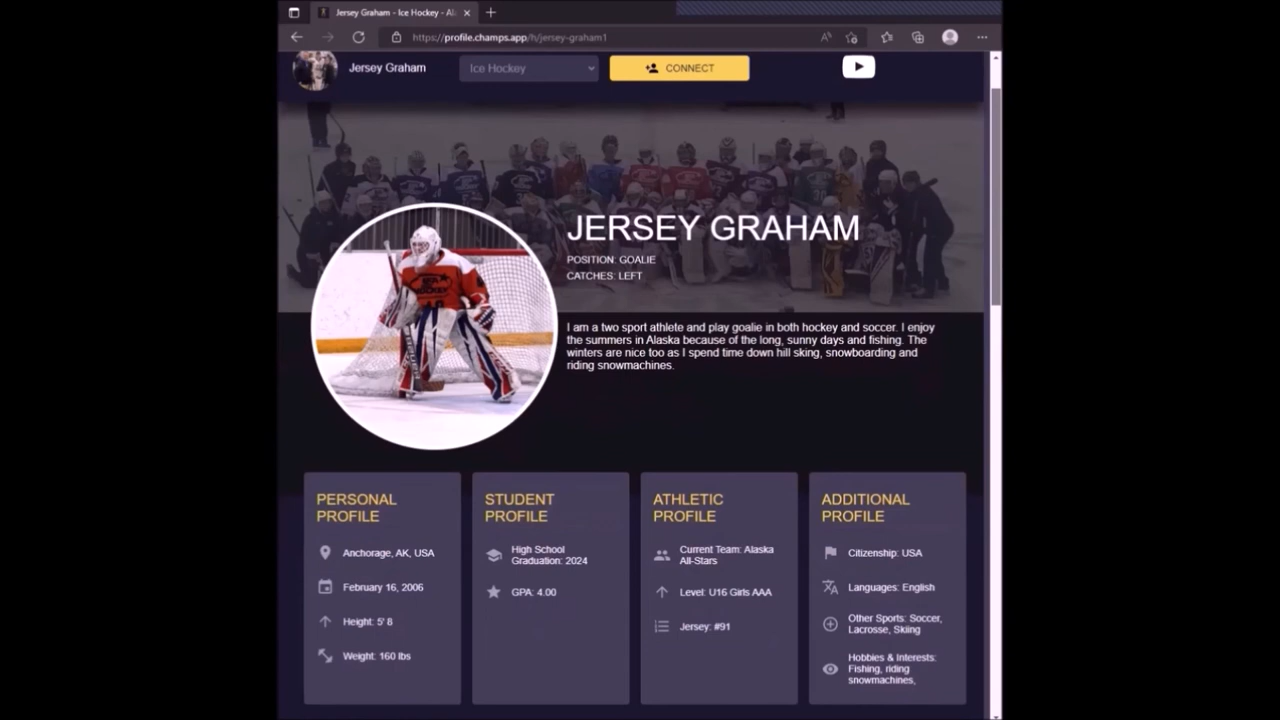 Jersey Graham - Ice Hockey - Al
https://profile.champs.app/h/jersey-graham1
Jersey Graham
Ice Hockey
CONNECT
JERSEY GRAHAM
POSITION: GOALIE
CATCHES: LEFT
I am a two sport athlete and play goalie in both hockey and soccer. I enjoy
the summers in Alaska because of the long, sunny days and fishing. The
winters are nice too as I spend time down hill sking, snowboarding and
riding snowmachines.
PERSONAL
PROFILE
Anchorage, AK, USA
February 16, 2006
Height: 5' 8
Weight: 160 lbs
STUDENT
PROFILE
High School
Graduation: 2024
GPA: 4.00
ATHLETIC
PROFILE
Current Team: Alaska
All-Stars
Level: U16 Girls AAA
Jersey: #91
ADDITIONAL
PROFILE
Citizenship: USA
Languages: English
Other Sports: Soccer,
Lacrosse, Skiing
Hobbies & Interests:
Fishing, riding
snowmachines,